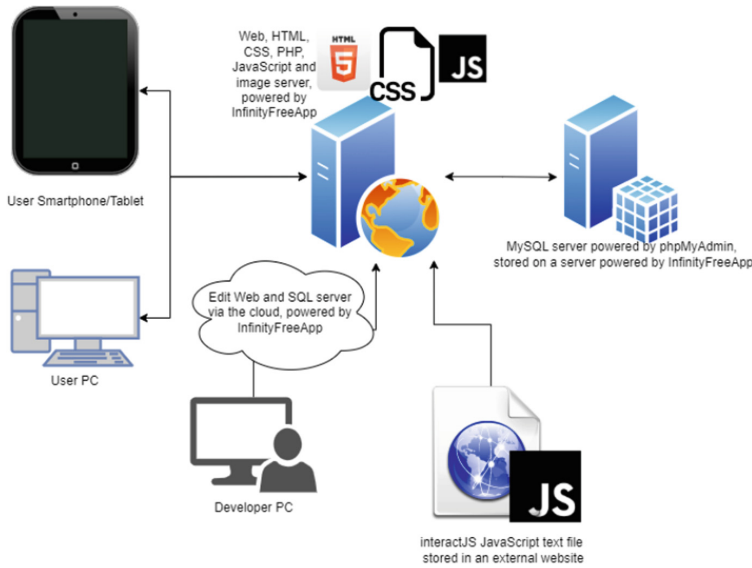 Web, HTML,
CSS, PHP,
JavaScript and
image server,
powered by
InfinityFreeApp
HTML
5
CSS
JS
User Smartphone/Tablet
MySQL server powered by phpMyAdmin,
stored on a server powered by InfinityFreeApp
Edit Web and SQL server
via the cloud, powered by
InfinityFreeApp
User PC
Developer PC
JS
interactJS JavaScript text file
stored in an external website